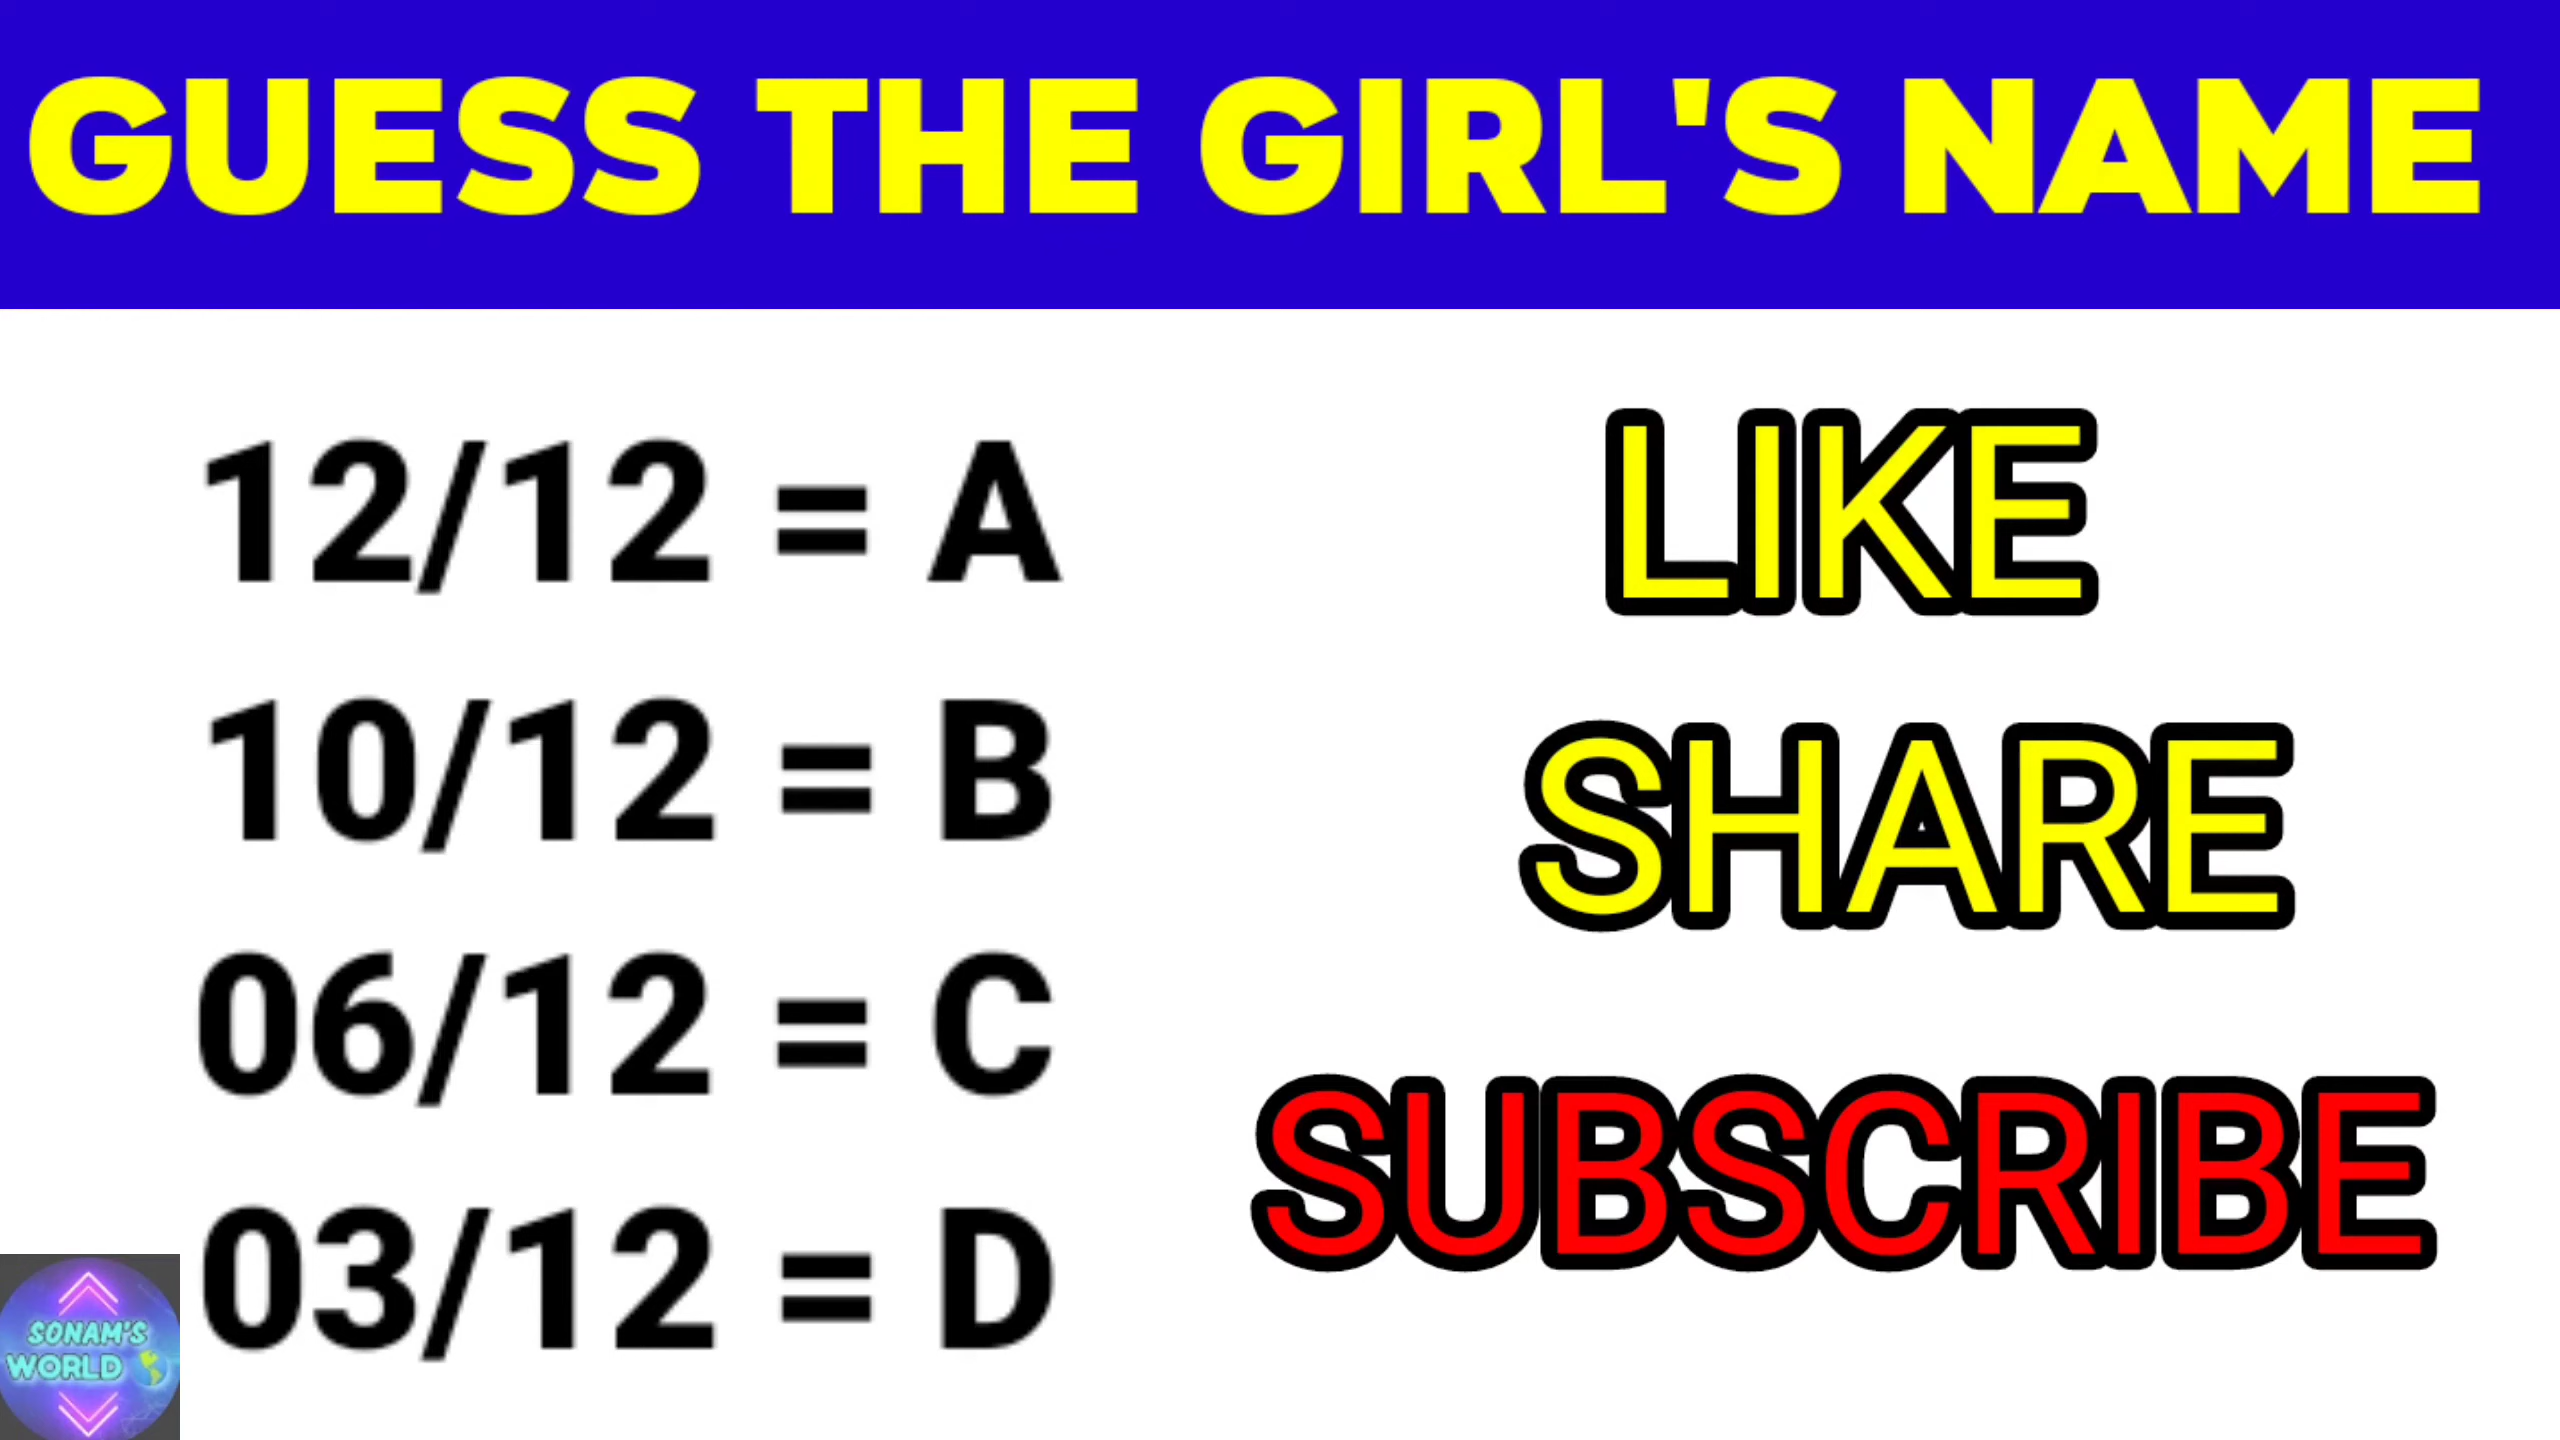 GUESS THE GIRL'S NAME
12/12 = A
10/12 = B
06/12 = C
03/12 = D
LIKE
SHARE
SUBSCRIBE
SONAM'S
WORLD